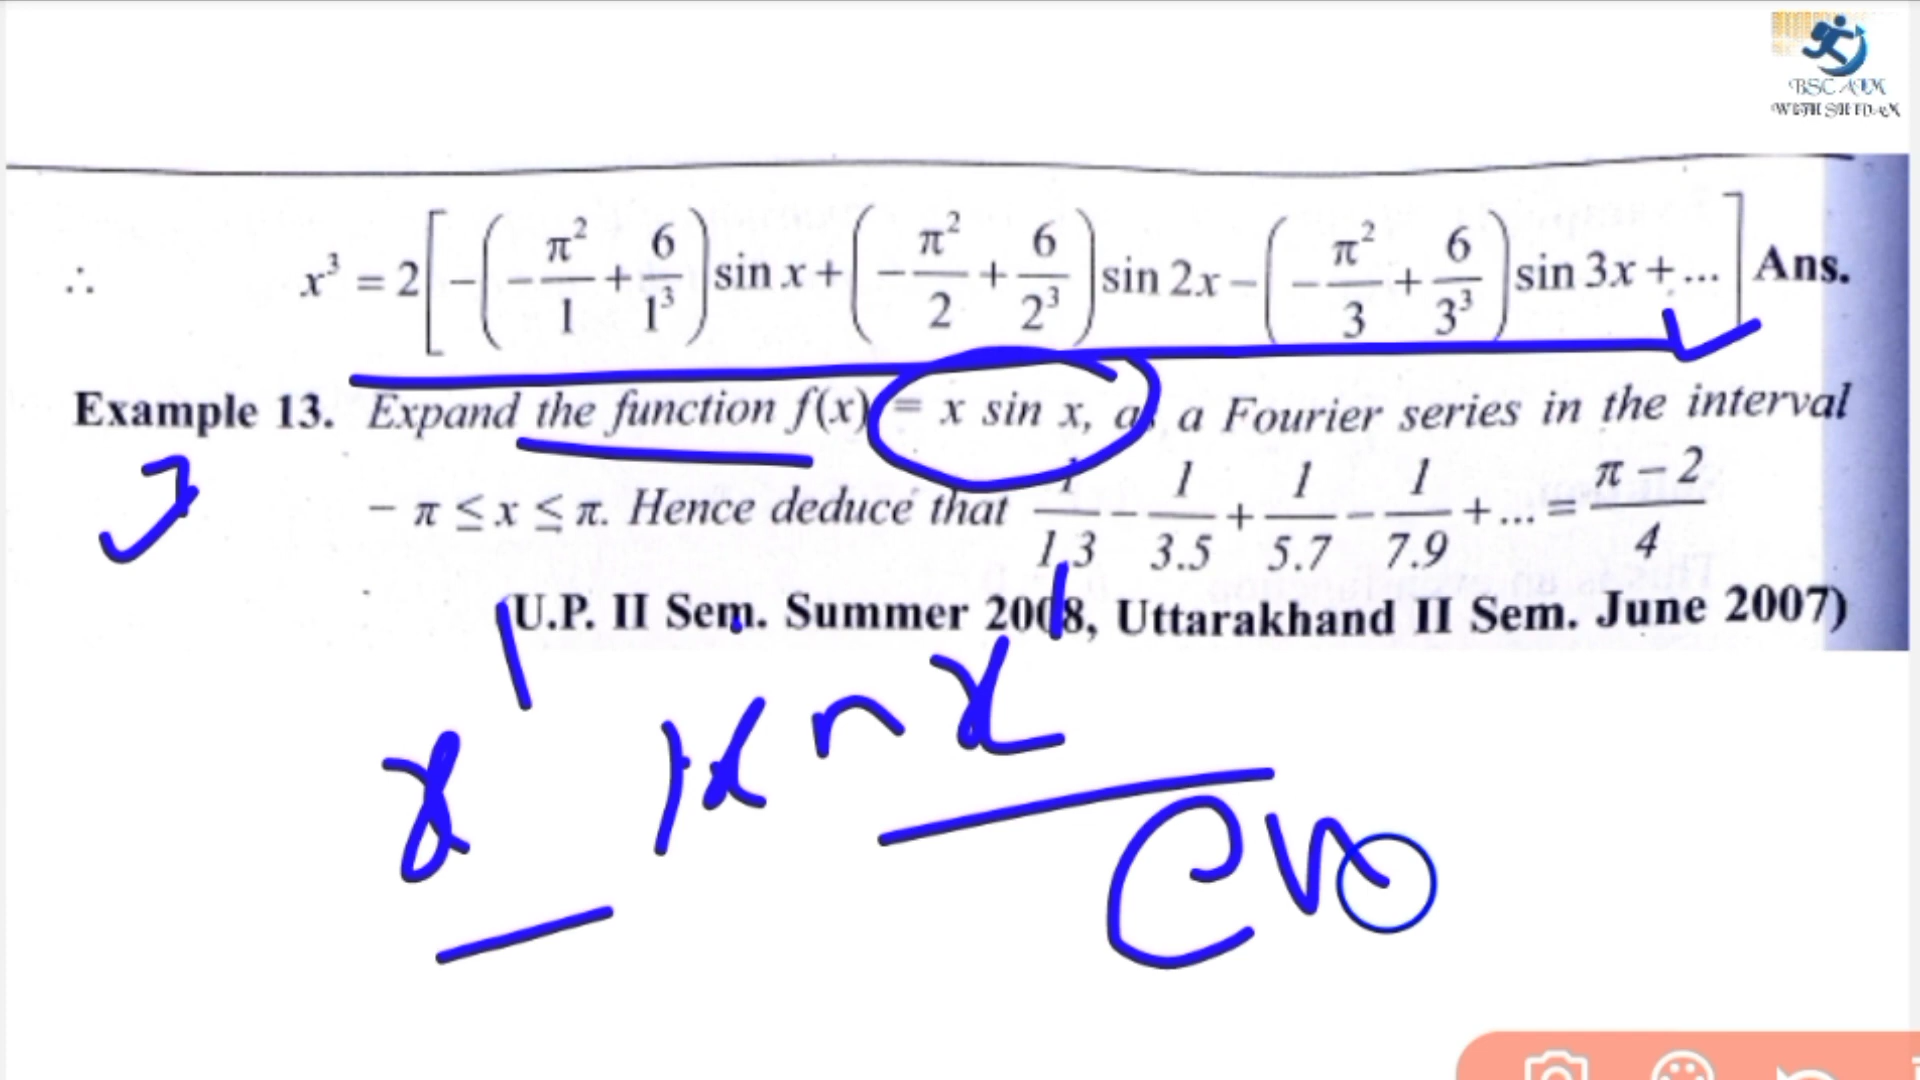 BSC AIM
WITH
∴ x³ = 2[-(-π²/1 + 6/1³) sin x + (-π²/2 + 6/2³) sin 2x - (-π²/3 + 6/3³) sin 3x + ...] Ans.
Example 13. Expand the function f(x) = x sin x, as a Fourier series in the interval
- π ≤ x ≤ π. Hence deduce that 1/1.3 - 1/3.5 + 1/5.7 - 1/7.9 + ... = π - 2/4
U.P. II Sem. Summer 2008, Uttarakhand II Sem. June 2007)
x
n x